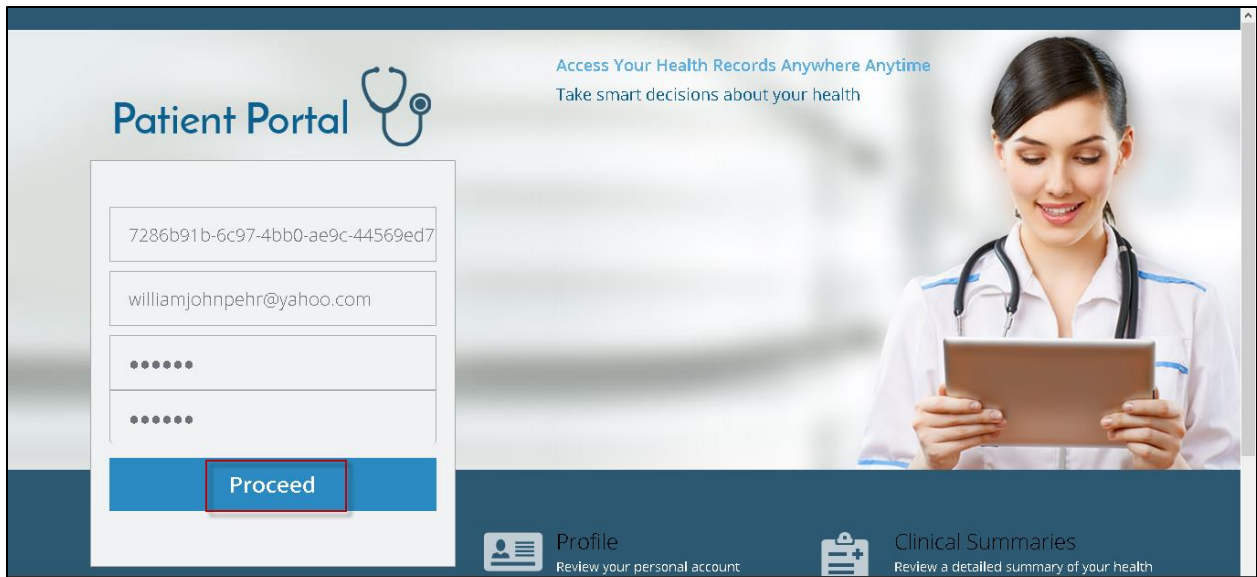 Access Your Health Records Anywhere Anytime
Take smart decisions about your health
Patient Portal
7286b91b-6c97-4bb0-ae9c-44569ed7
williamjohnpehr@yahoo.com
••••••
••••••
Proceed
Profile
Review your personal account
Clinical Summaries
Review a detailed summary of your health